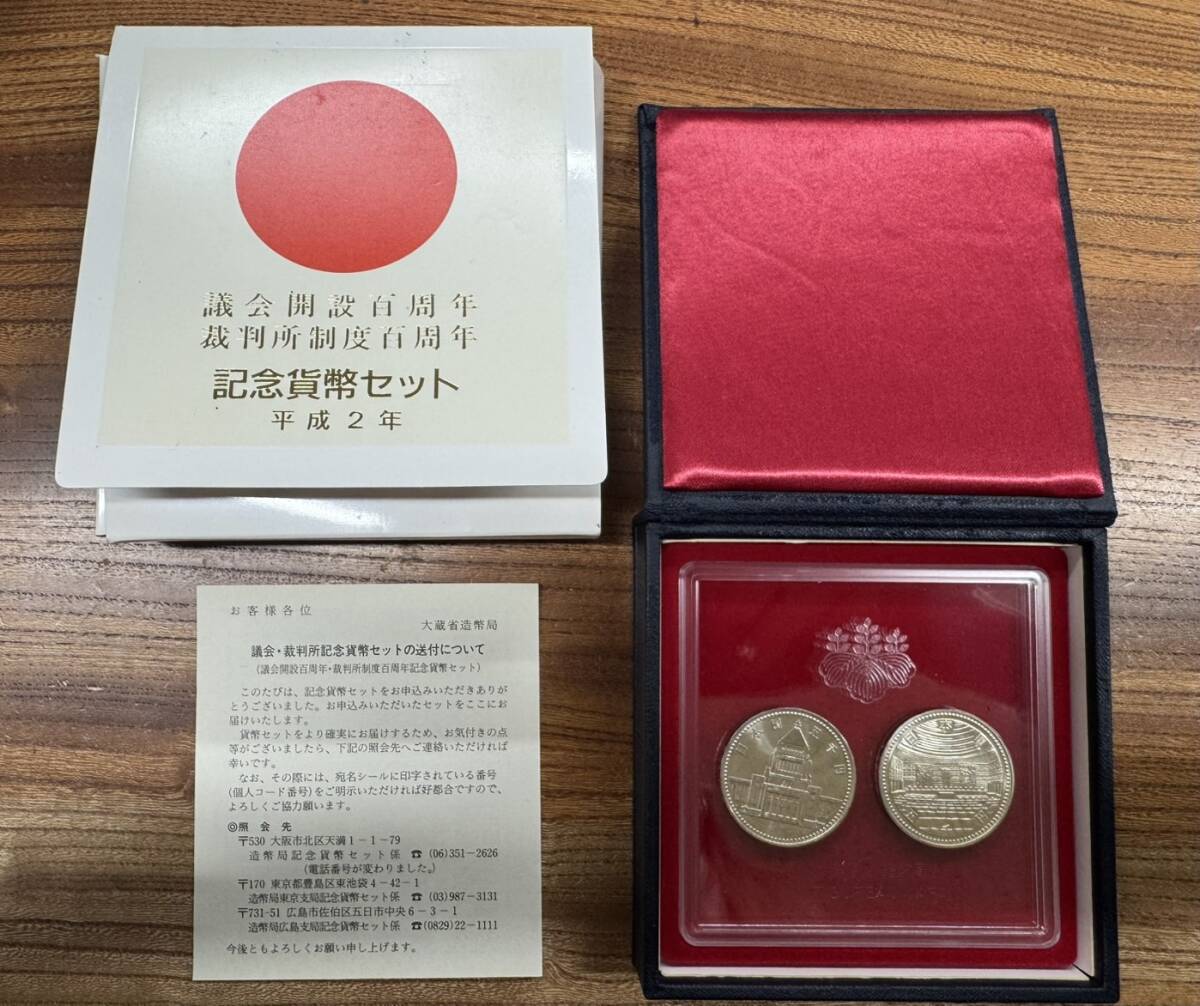 議会開設百周年
裁判所制度百周年
記念貨幣セット
平成2年
お客様各位
大蔵省造幣局
議会・裁判所記念貨幣セットの送付について
(議会開設百周年・裁判所制度百周年記念貨幣セット)
このたびは、記念貨幣セットをお申込みいただきありが
とうございました。お申込みいただいたセットをここにお
届けいたします。
貨幣セットをより確実にお届けするため、お気付きの点
等がございましたら、下記の照会先へご連絡いただければ
幸いです。
なお、その際には、宛名シールに印字されている番号
(個人コード番号)をご明示いただければ好都合ですので、
よろしくご協力願います。
◎照会先
〒530 大阪市北区天満1-1-79
造幣局記念貨幣セット係 ☎ (06)351-2626
(電話番号が変わりました。)
〒170 東京都豊島区東池袋4-42-1
造幣局東京支局記念貨幣セット係 ☎ (03)987-3131
〒731-51 広島市佐伯区五日市中央6-3-1
造幣局広島支局記念貨幣セット係 ☎(0829)22-1111
今後ともよろしくお願い申し上げます。
日本国五千円